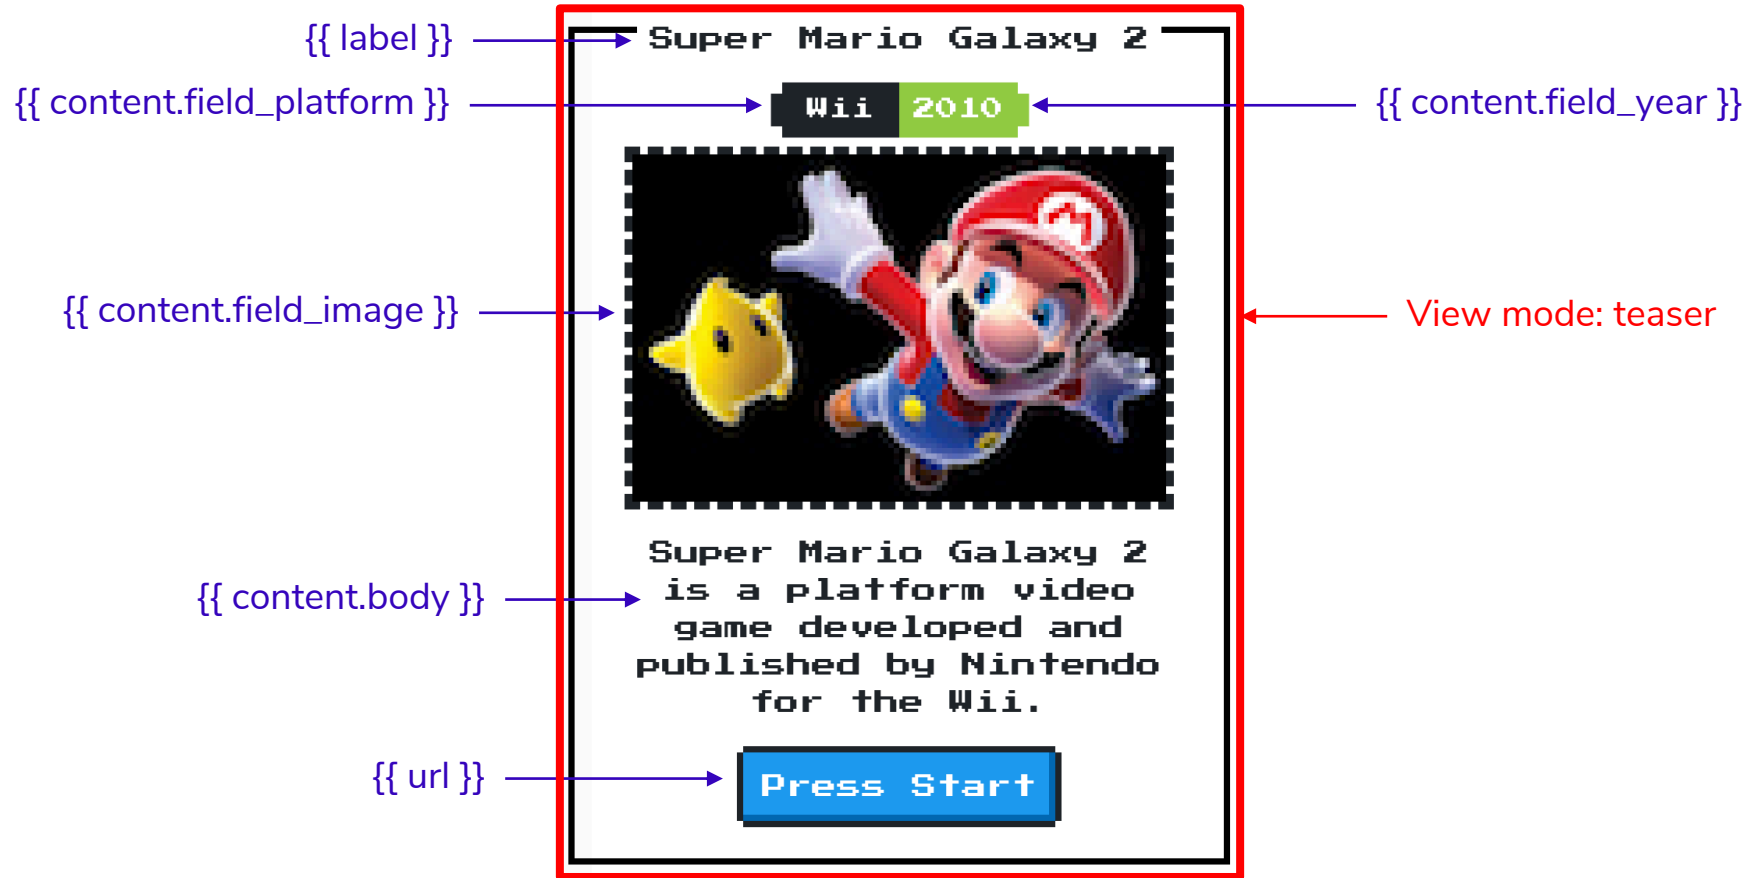 {{ label }}
Super Mario Galaxy 2
{{ content.field_platform }}
Wii 2010
{{ content.field_year }}
{{ content.field_image }}
M
View mode: teaser
Super Mario Galaxy 2
is a platform video
game developed and
published by Nintendo
for the Wii.
{{ content.body }}
{{ url }}
Press Start